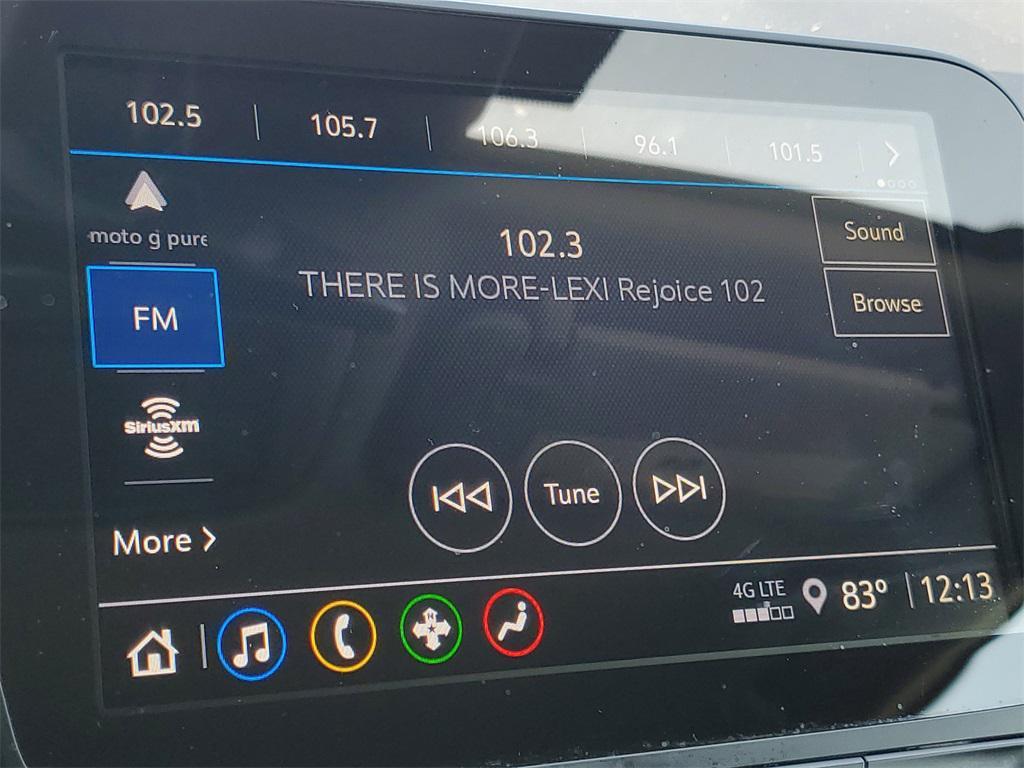 102.5 105.7 106.3 96.1 101.5
moto g pure
102.3
THERE IS MORE-LEXI Rejoice 102
Sound
Browse
FM
SiriusXM
Tune
More
4G LTE
83° 12:13